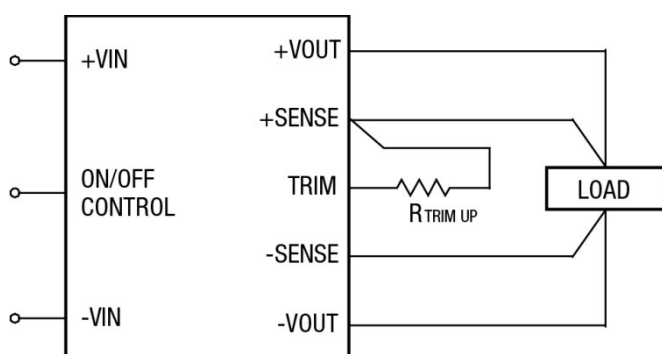 +VIN
ON/OFF
CONTROL
-VIN
+VOUT
+SENSE
TRIM
-SENSE
-VOUT
RTRIM UP
LOAD